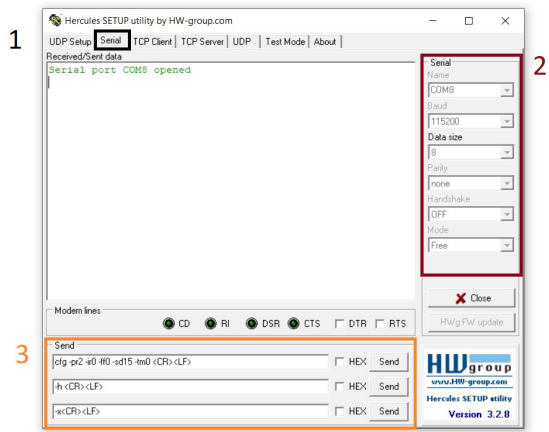 Hercules SETUP utility by HW-group.com
1
UDP Setup Serial TCP Client TCP Server UDP Test Mode About
Received/Sent data
Serial port COM8 opened
2
Serial
Name
COM8
Baud
115200
Data size
8
Parity
none
Handshake
OFF
Mode
Free
Close
HWg FW update
Modem lines
CD RI DSR CTS DTR RTS
3
Send
cfg -pr2 -ir0 -ff0 -sd15 -tm0 <CR><LF> HEX Send
-h <CR><LF> HEX Send
-x<CR><LF> HEX Send
HW group
www.HW-group.com
Hercules SETUP utility
Version 3.2.8